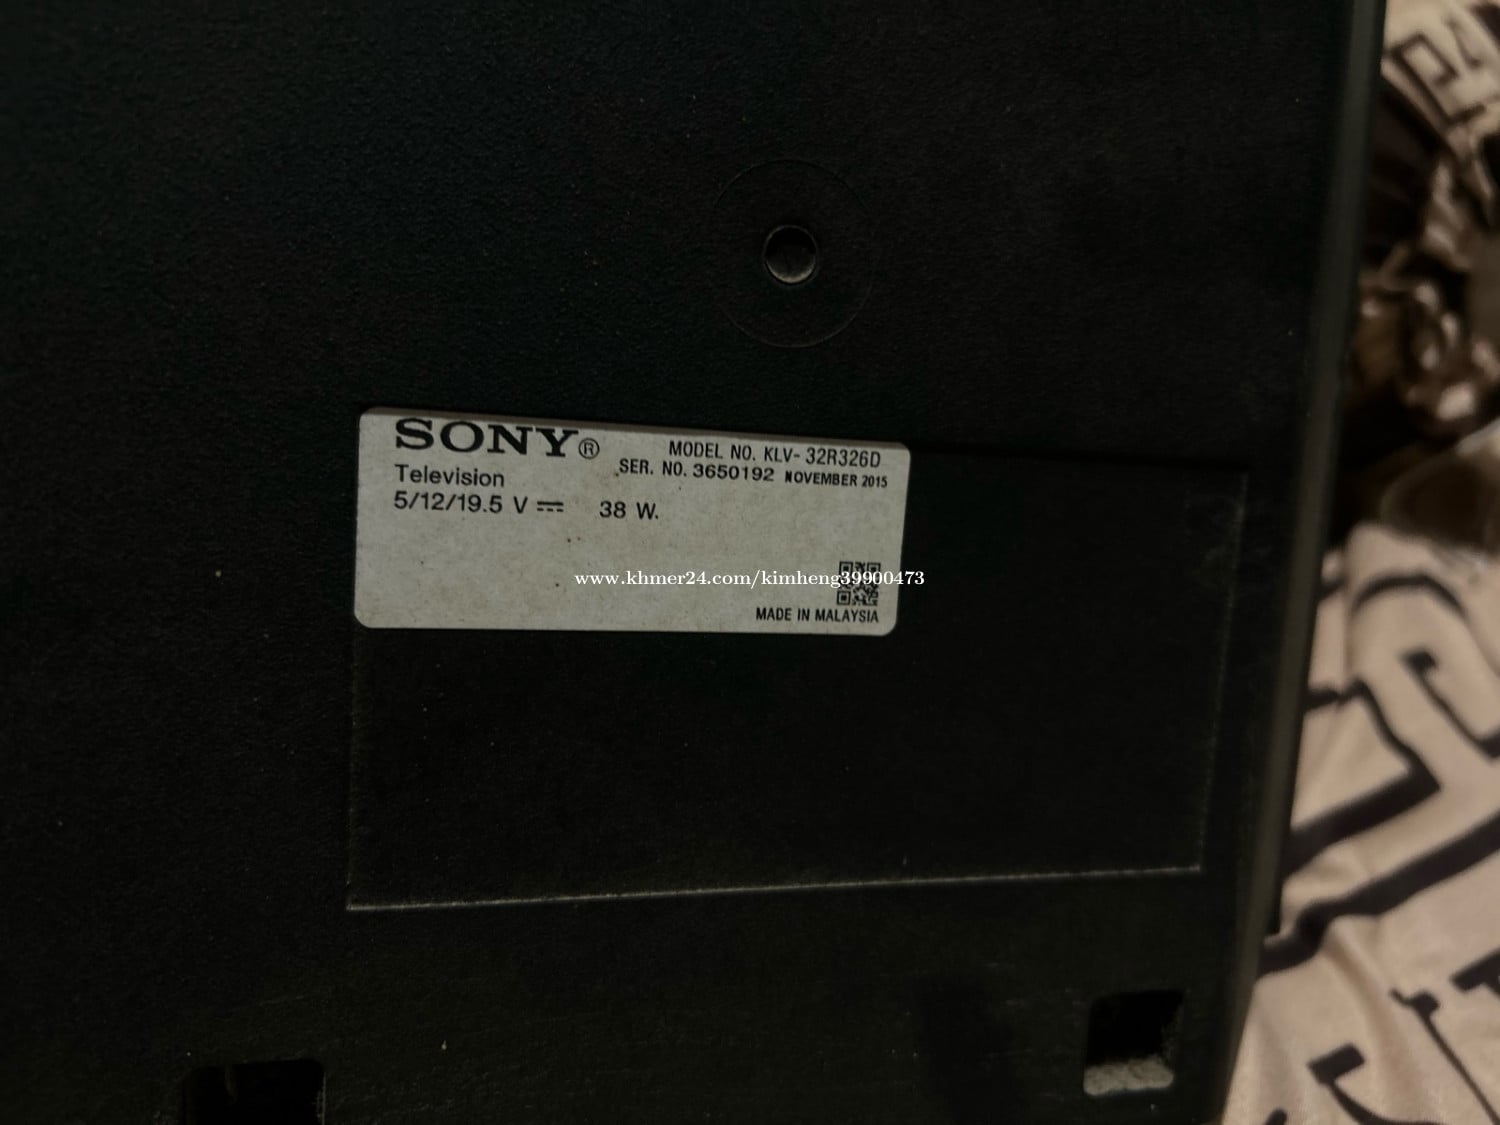 SONY®
MODEL NO. KLV- 32R326D
Television
SER. NO. 3650192 NOVEMBER 2015
5/12/19.5 V ⎓ 38 W.
www.khmer24.com/kimheng39900473
MADE IN MALAYSIA